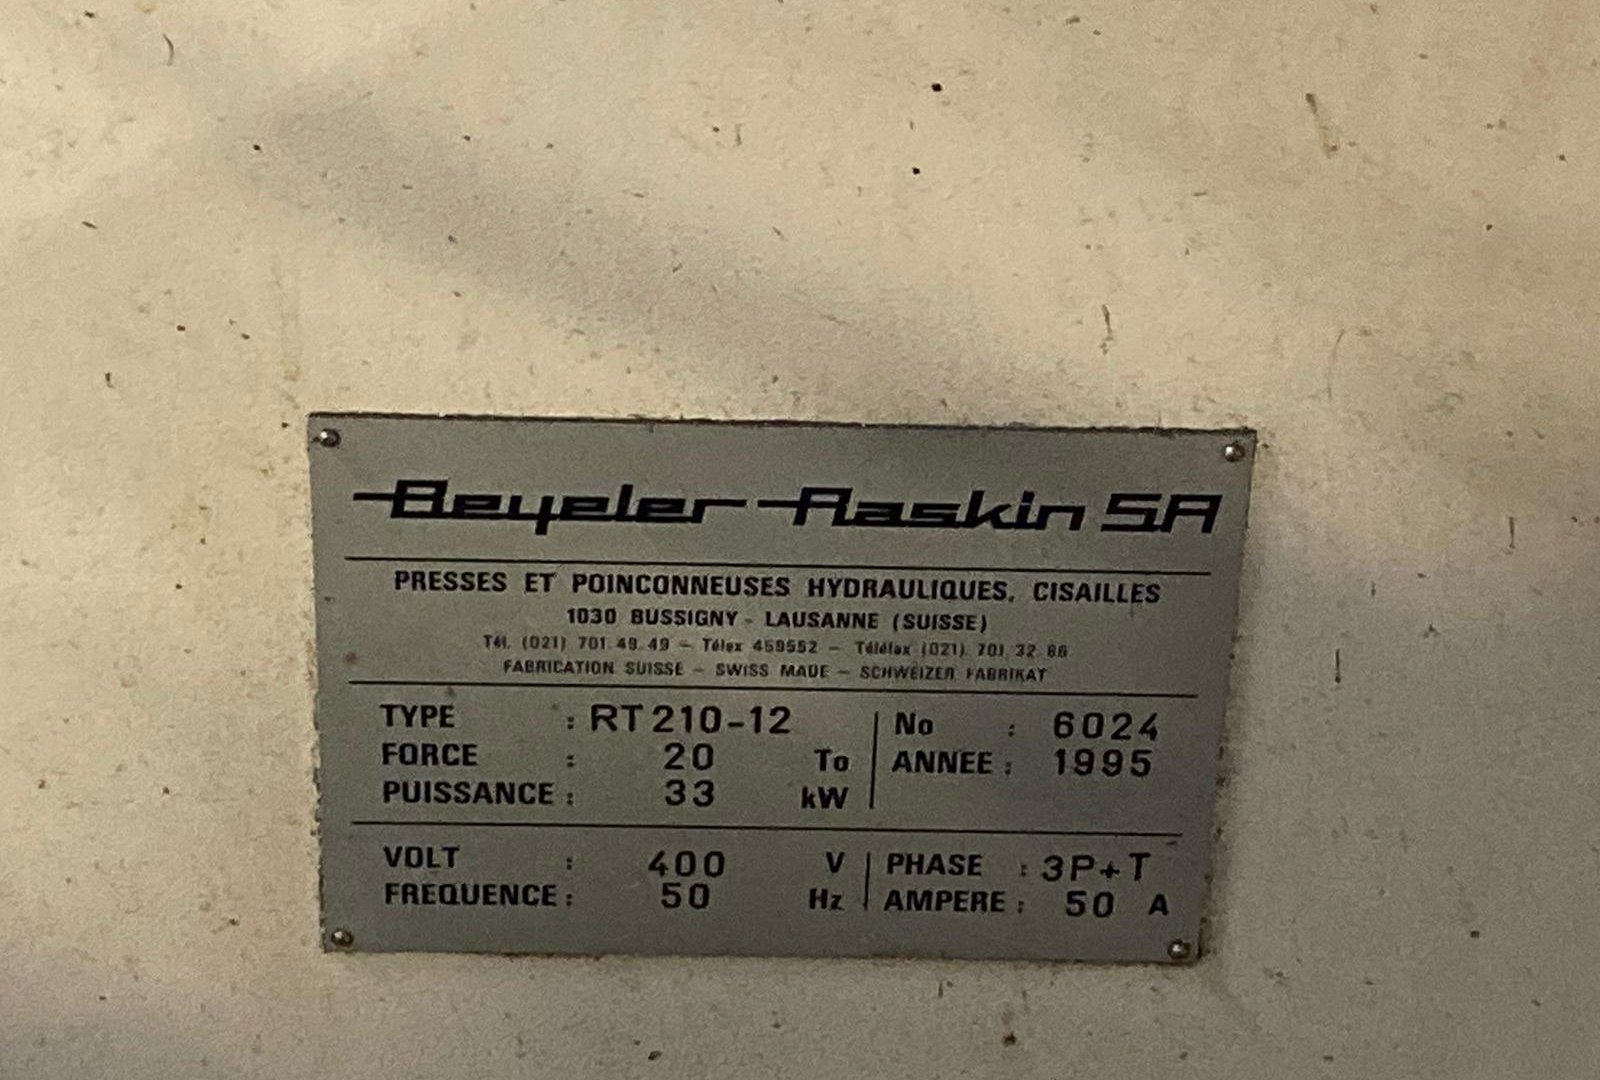 Beyeler-Raskin SA
PRESSES ET POINCONNEUSES HYDRAULIQUES, CISAILLES
1030 BUSSIGNY - LAUSANNE (SUISSE)
Tél. (021) 701.49.49 - Télex 459552 - Téléfax (021) 701.32.66
FABRICATION SUISSE - SWISS MADE - SCHWEIZER FABRIKAT
TYPE : RT 210-12 No : 6024
FORCE : 20 To ANNEE : 1995
PUISSANCE : 33 kW
VOLT : 400 V PHASE : 3P+T
FREQUENCE : 50 Hz AMPERE : 50 A